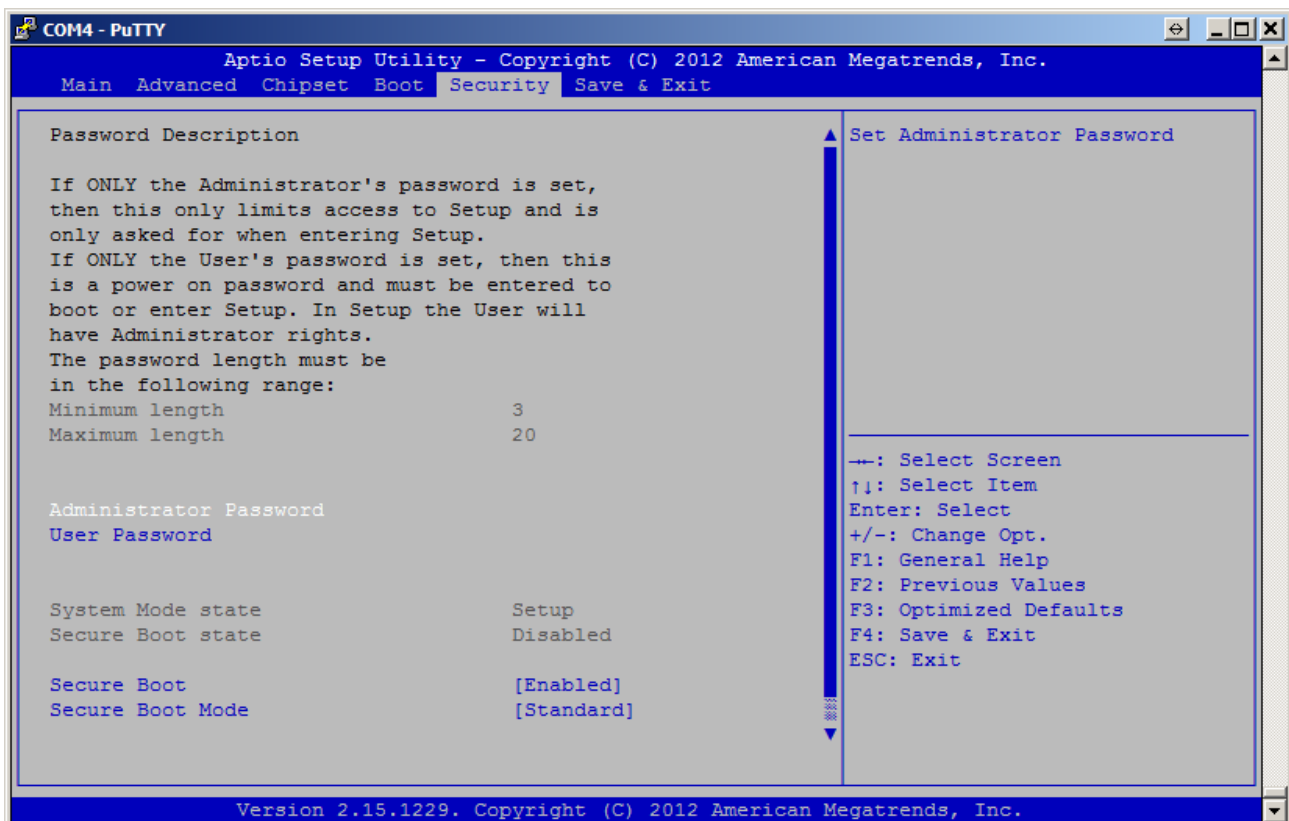 COM4 - PuTTY
Aptio Setup Utility - Copyright (C) 2012 American Megatrends, Inc.
Main Advanced Chipset Boot Security Save & Exit
Password Description
If ONLY the Administrator's password is set,
then this only limits access to Setup and is
only asked for when entering Setup.
If ONLY the User's password is set, then this
is a power on password and must be entered to
boot or enter Setup. In Setup the User will
have Administrator rights.
The password length must be
in the following range:
Minimum length 3
Maximum length 20
Administrator Password
User Password
System Mode state Setup
Secure Boot state Disabled
Secure Boot [Enabled]
Secure Boot Mode [Standard]
Set Administrator Password
→←: Select Screen
↑↓: Select Item
Enter: Select
+/-: Change Opt.
F1: General Help
F2: Previous Values
F3: Optimized Defaults
F4: Save & Exit
ESC: Exit
Version 2.15.1229. Copyright (C) 2012 American Megatrends, Inc.